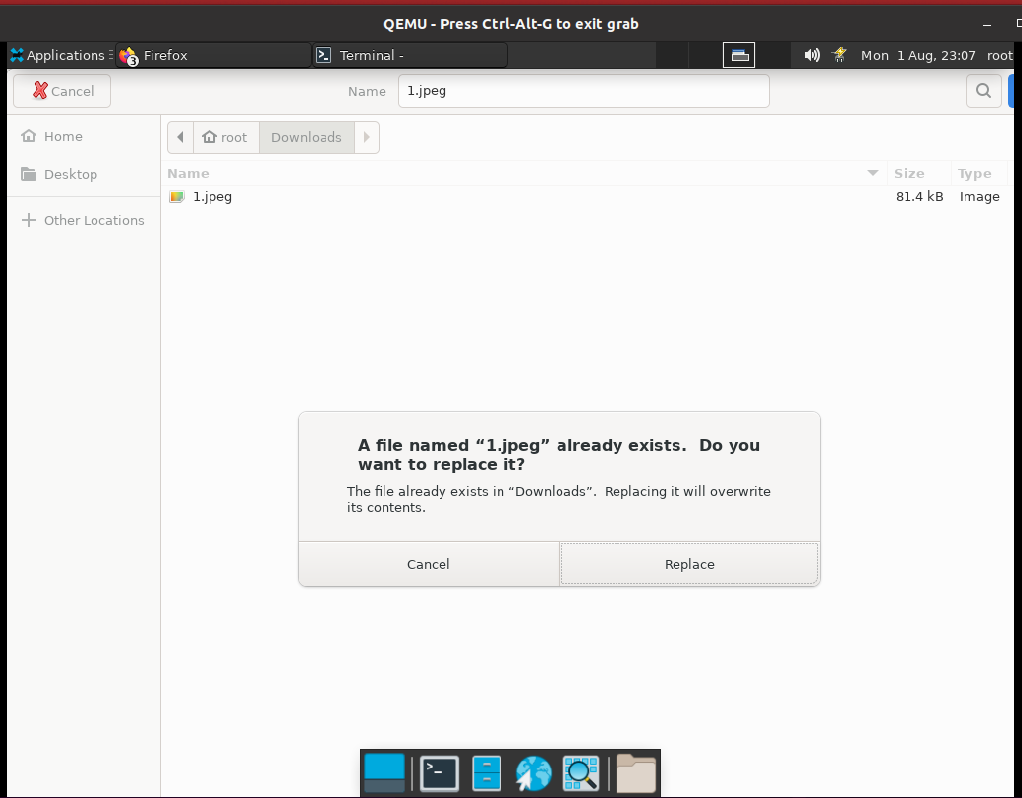 QEMU - Press Ctrl-Alt-G to exit grab
Applications
3
Firefox
Terminal -
Mon 1 Aug, 23:07
root
Cancel
Name
1.jpeg
Home
Desktop
Other Locations
root
Downloads
Name
Size
Type
1.jpeg
81.4 kB
Image
A file named “1.jpeg” already exists. Do you
want to replace it?
The file already exists in “Downloads”. Replacing it will overwrite
its contents.
Cancel
Replace